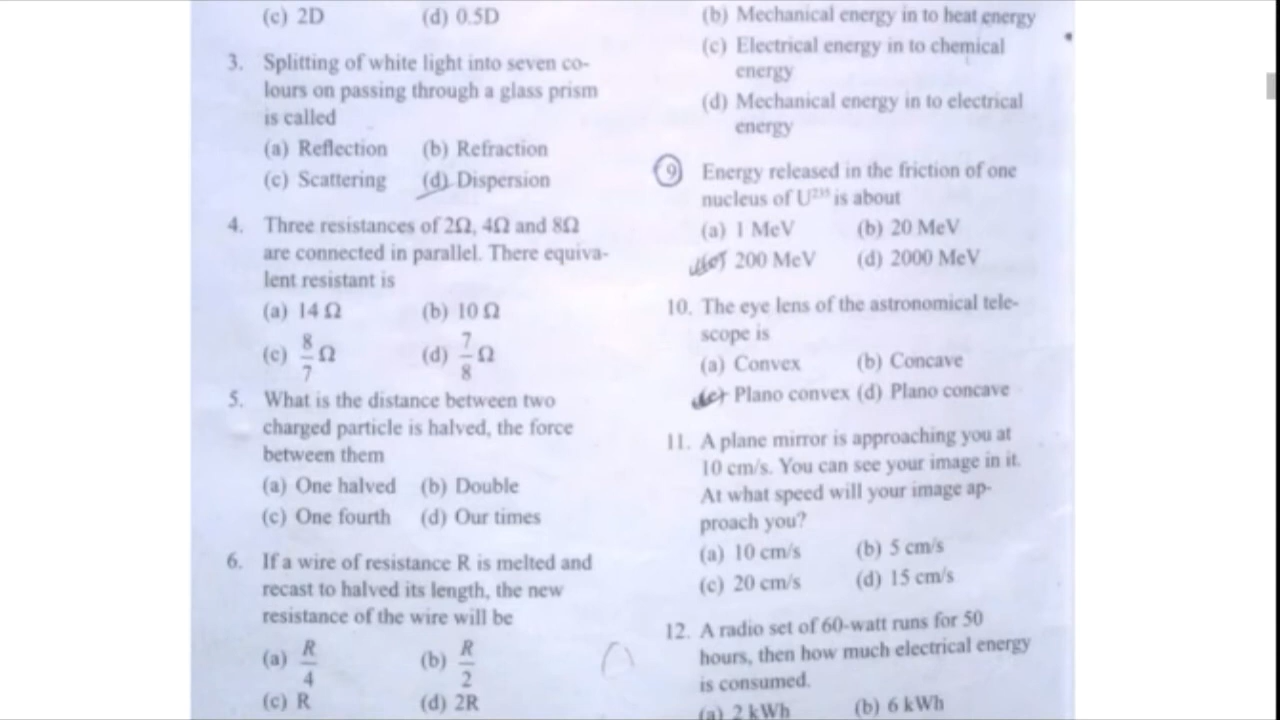 (c) 2D (d) 0.5D
3. Splitting of white light into seven co-
lours on passing through a glass prism
is called
(a) Reflection (b) Refraction
(c) Scattering (d) Dispersion
4. Three resistances of 2Ω, 4Ω and 8Ω
are connected in parallel. There equiva-
lent resistant is
(a) 14 Ω (b) 10 Ω
(c) 8/7 Ω (d) 7/8 Ω
5. What is the distance between two
charged particle is halved, the force
between them
(a) One halved (b) Double
(c) One fourth (d) Our times
6. If a wire of resistance R is melted and
recast to halved its length, the new
resistance of the wire will be
(a) R/4 (b) R/2
(c) R (d) 2R
(b) Mechanical energy in to heat energy
(c) Electrical energy in to chemical
energy
(d) Mechanical energy in to electrical
energy
9 Energy released in the friction of one
nucleus of U²³⁵ is about
(a) 1 MeV (b) 20 MeV
(c) 200 MeV (d) 2000 MeV
10. The eye lens of the astronomical tele-
scope is
(a) Convex (b) Concave
(c) Plano convex (d) Plano concave
11. A plane mirror is approaching you at
10 cm/s. You can see your image in it.
At what speed will your image ap-
proach you?
(a) 10 cm/s (b) 5 cm/s
(c) 20 cm/s (d) 15 cm/s
12. A radio set of 60-watt runs for 50
hours, then how much electrical energy
is consumed.
(a) 2 kWh (b) 6 kWh